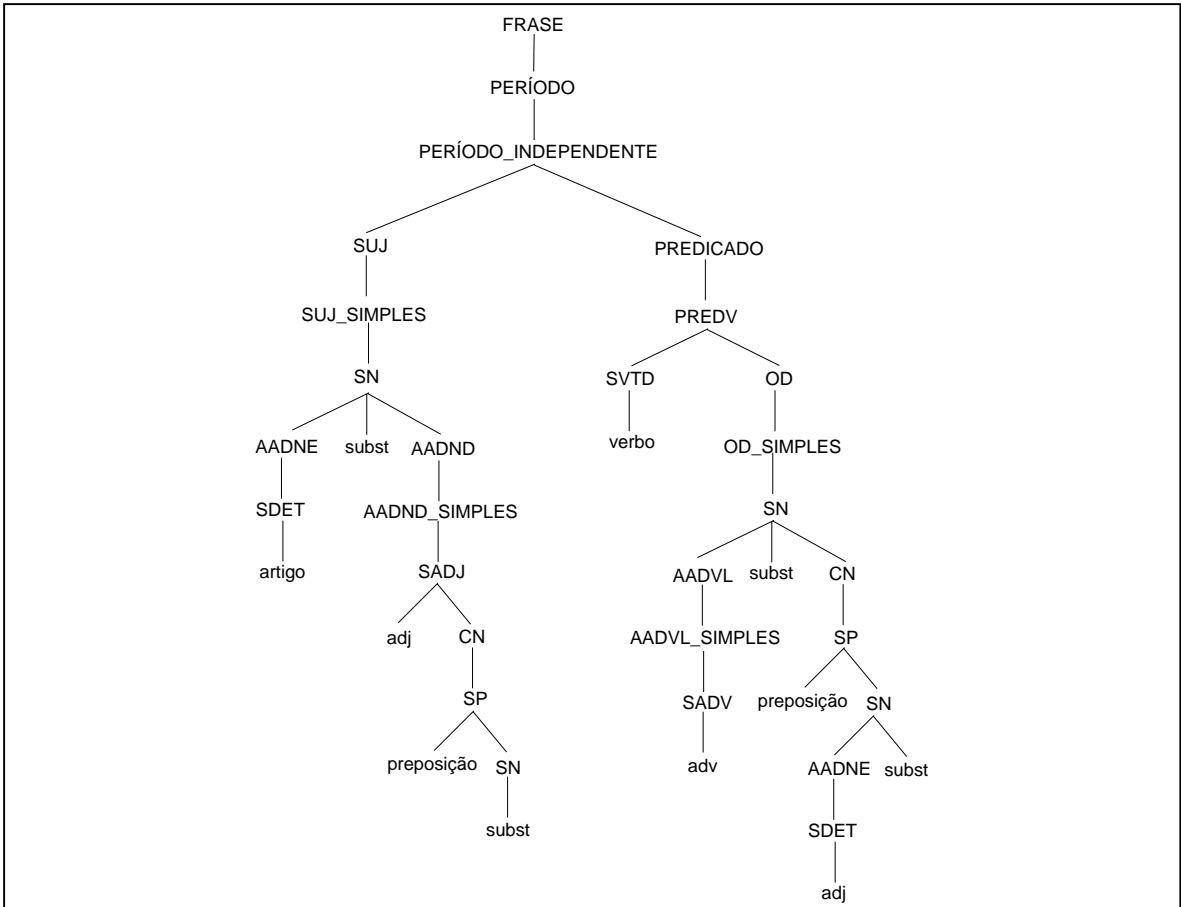 FRASE
PERÍODO
PERÍODO_INDEPENDENTE
SUJ PREDICADO
SUJ_SIMPLES PREDV
SN SVTD OD
AADNE subst AADND verbo OD_SIMPLES
SDET AADND_SIMPLES SN
artigo SADJ AADVL subst CN
adj CN AADVL_SIMPLES SP
SP SADV preposição SN
preposição SN adv AADNE subst
subst SDET
adj